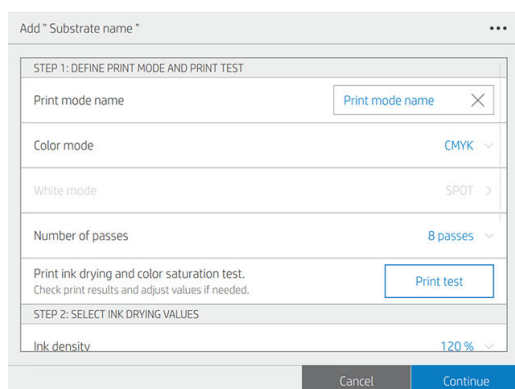 Add " Substrate name "
STEP 1: DEFINE PRINT MODE AND PRINT TEST
Print mode name
Print mode name
Color mode
CMYK
White mode
SPOT
Number of passes
8 passes
Print ink drying and color saturation test.
Check print results and adjust values if needed.
Print test
STEP 2: SELECT INK DRYING VALUES
Ink density
120 %
Cancel
Continue